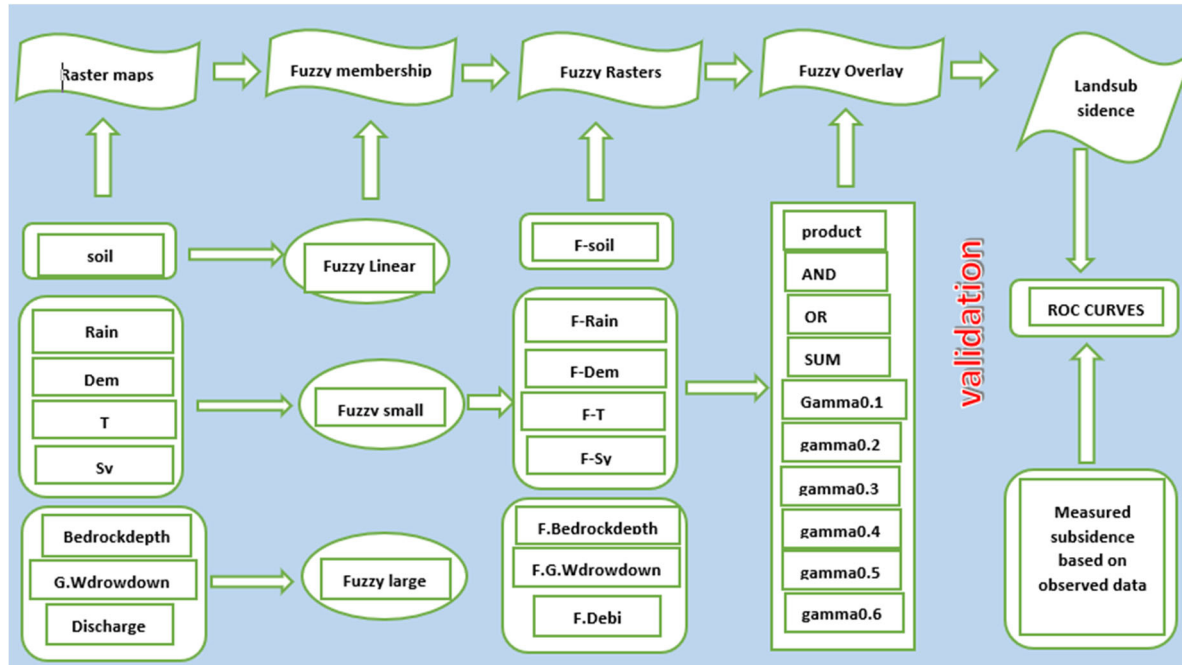 Raster maps
Fuzzy membership
Fuzzy Rasters
Fuzzy Overlay
Landsub
sidence
soil
Fuzzy Linear
F-soil
product
AND
OR
SUM
Gamma0.1
gamma0.2
gamma0.3
gamma0.4
gamma0.5
gamma0.6
validation
ROC CURVES
Rain
Dem
T
Sv
Fuzzv small
F-Rain
F-Dem
F-T
F-Sy
Bedrockdepth
G.Wdrowdown
Discharge
Fuzzy large
F.Bedrockdepth
F.G.Wdrowdown
F.Debi
Measured
subsidence
based on
observed data